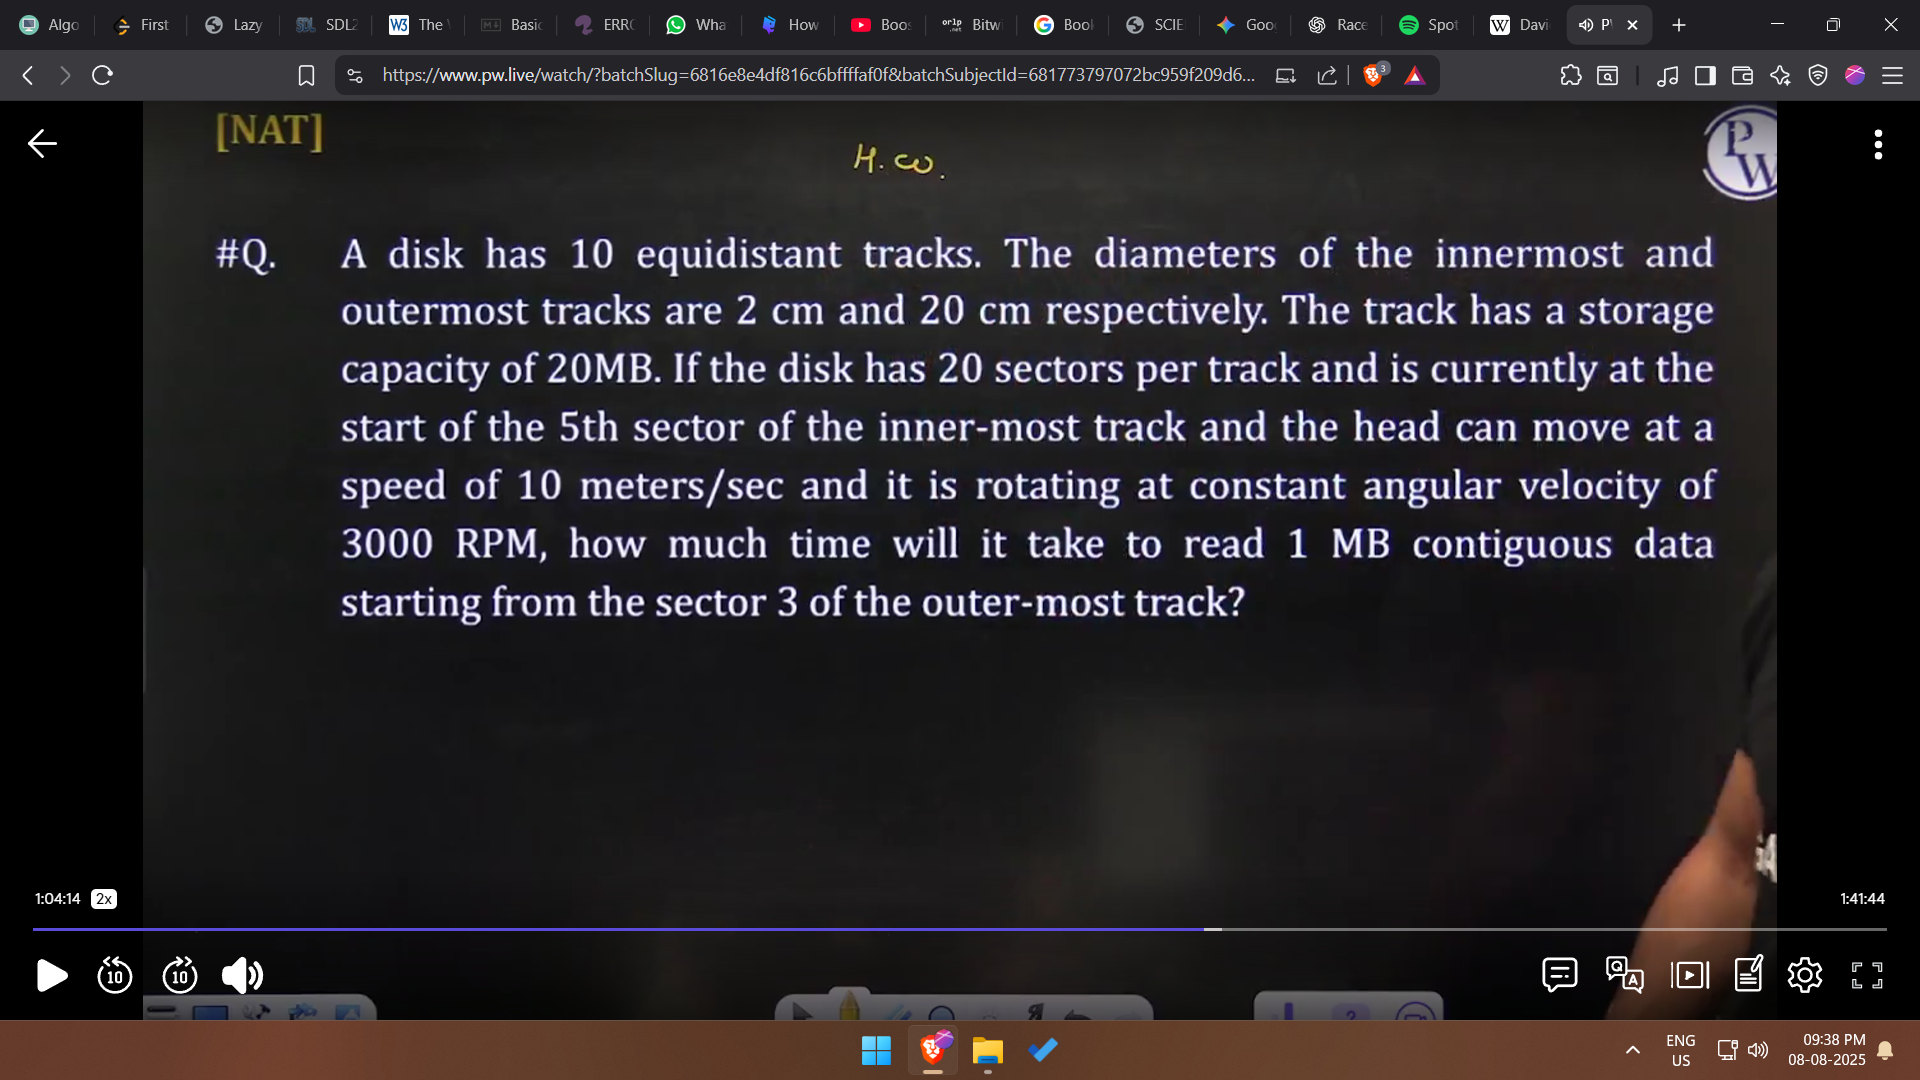 Algo
First
Lazy
SDL2
The
Basic
ERRO
Wha
How
Boos
Bitwi
Book
SCIE
Goo
Race
Spot
Davi
P
https://www.pw.live/watch/?batchSlug=6816e8e4df816c6bffffaf0f&batchSubjectId=681773797072bc959f209d6...
3
[NAT]
H.W.
PW
#Q. A disk has 10 equidistant tracks. The diameters of the innermost and
outermost tracks are 2 cm and 20 cm respectively. The track has a storage
capacity of 20MB. If the disk has 20 sectors per track and is currently at the
start of the 5th sector of the inner-most track and the head can move at a
speed of 10 meters/sec and it is rotating at constant angular velocity of
3000 RPM, how much time will it take to read 1 MB contiguous data
starting from the sector 3 of the outer-most track?
1:04:14 2x
1:41:44
10
10
ENG
US
09:38 PM
08-08-2025